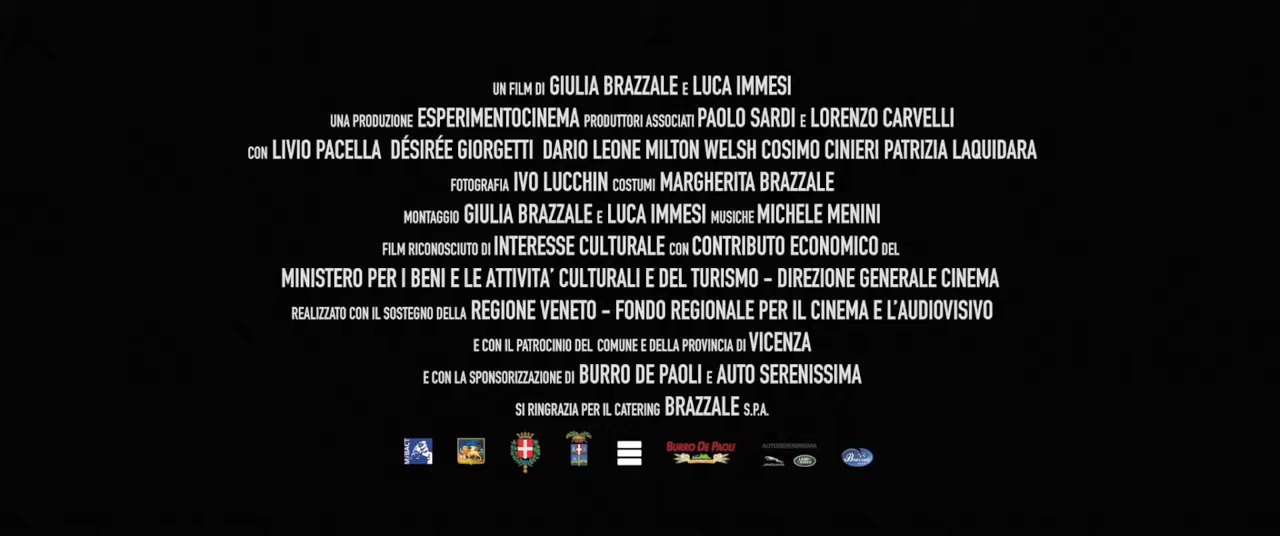 UN FILM DI GIULIA BRAZZALE E LUCA IMMESI
UNA PRODUZIONE ESPERIMENTOCINEMA PRODUTTORI ASSOCIATI PAOLO SARDI E LORENZO CARVELLI
CON LIVIO PACELLA DÉSIRÉE GIORGETTI DARIO LEONE MILTON WELSH COSIMO CINIERI PATRIZIA LAQUIDARA
FOTOGRAFIA IVO LUCCHIN COSTUMI MARGHERITA BRAZZALE
MONTAGGIO GIULIA BRAZZALE E LUCA IMMESI MUSICHE MICHELE MENINI
FILM RICONOSCIUTO DI INTERESSE CULTURALE CON CONTRIBUTO ECONOMICO DEL
MINISTERO PER I BENI E LE ATTIVITA' CULTURALI E DEL TURISMO - DIREZIONE GENERALE CINEMA
REALIZZATO CON IL SOSTEGNO DELLA REGIONE VENETO - FONDO REGIONALE PER IL CINEMA E L'AUDIOVISIVO
E CON IL PATROCINIO DEL COMUNE E DELLA PROVINCIA DI VICENZA
E CON LA SPONSORIZZAZIONE DI BURRO DE PAOLI E AUTO SERENISSIMA
SI RINGRAZIA PER IL CATERING BRAZZALE S.P.A.
MIBACT
BURRO DE PAOLI
AUTOSERENISSIMA
JAGUAR